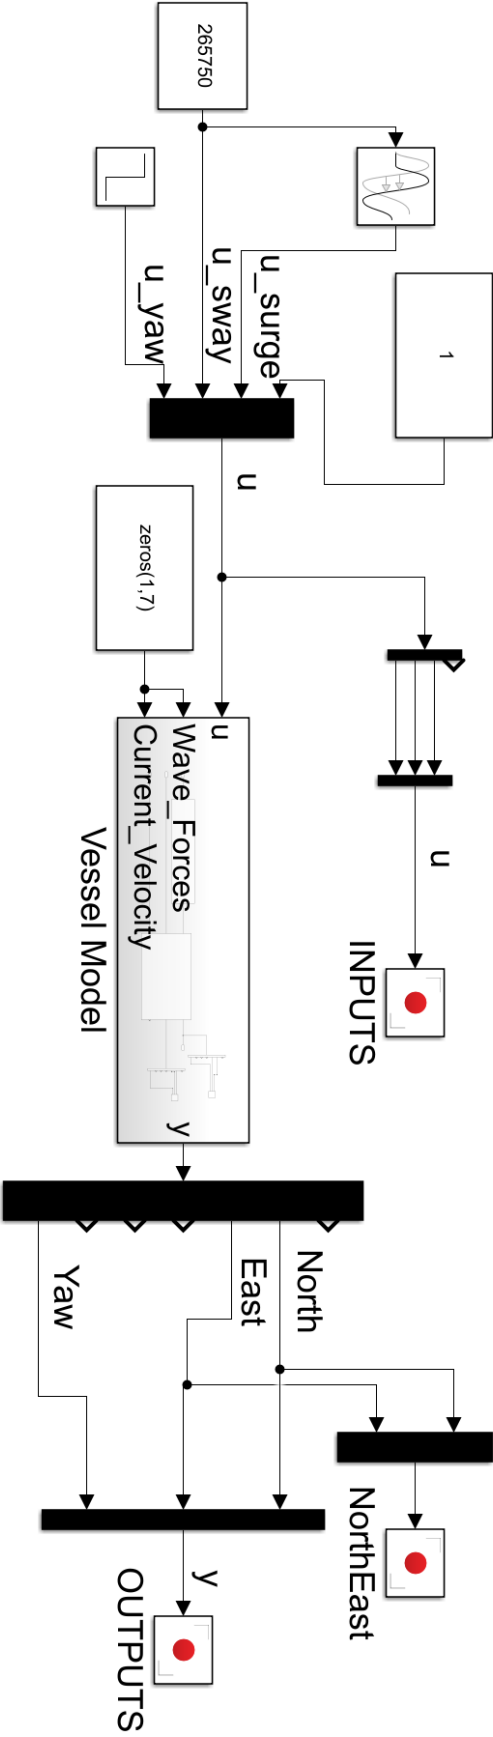 1
265750
u_surge
u_sway
u_yaw
u
zeros(1,7)
u
INPUTS
u
Wave_Forces
Current_Velocity
y
Vessel Model
North
East
Yaw
NorthEast
y
OUTPUTS